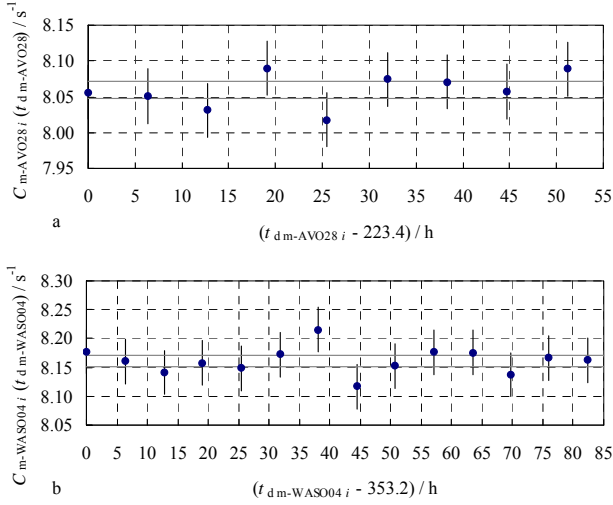 C m-AVO28 i (t d m-AVO28) / s-1
8.15
8.10
8.05
8.00
7.95
0 5 10 15 20 25 30 35 40 45 50 55
a
(t d m-AVO28 i - 223.4) / h
C m-WASO04 i (t d m-WASO04) / s-1
8.30
8.25
8.20
8.15
8.10
8.05
0 5 10 15 20 25 30 35 40 45 50 55 60 65 70 75 80 85
b
(t d m-WASO04 i - 353.2) / h